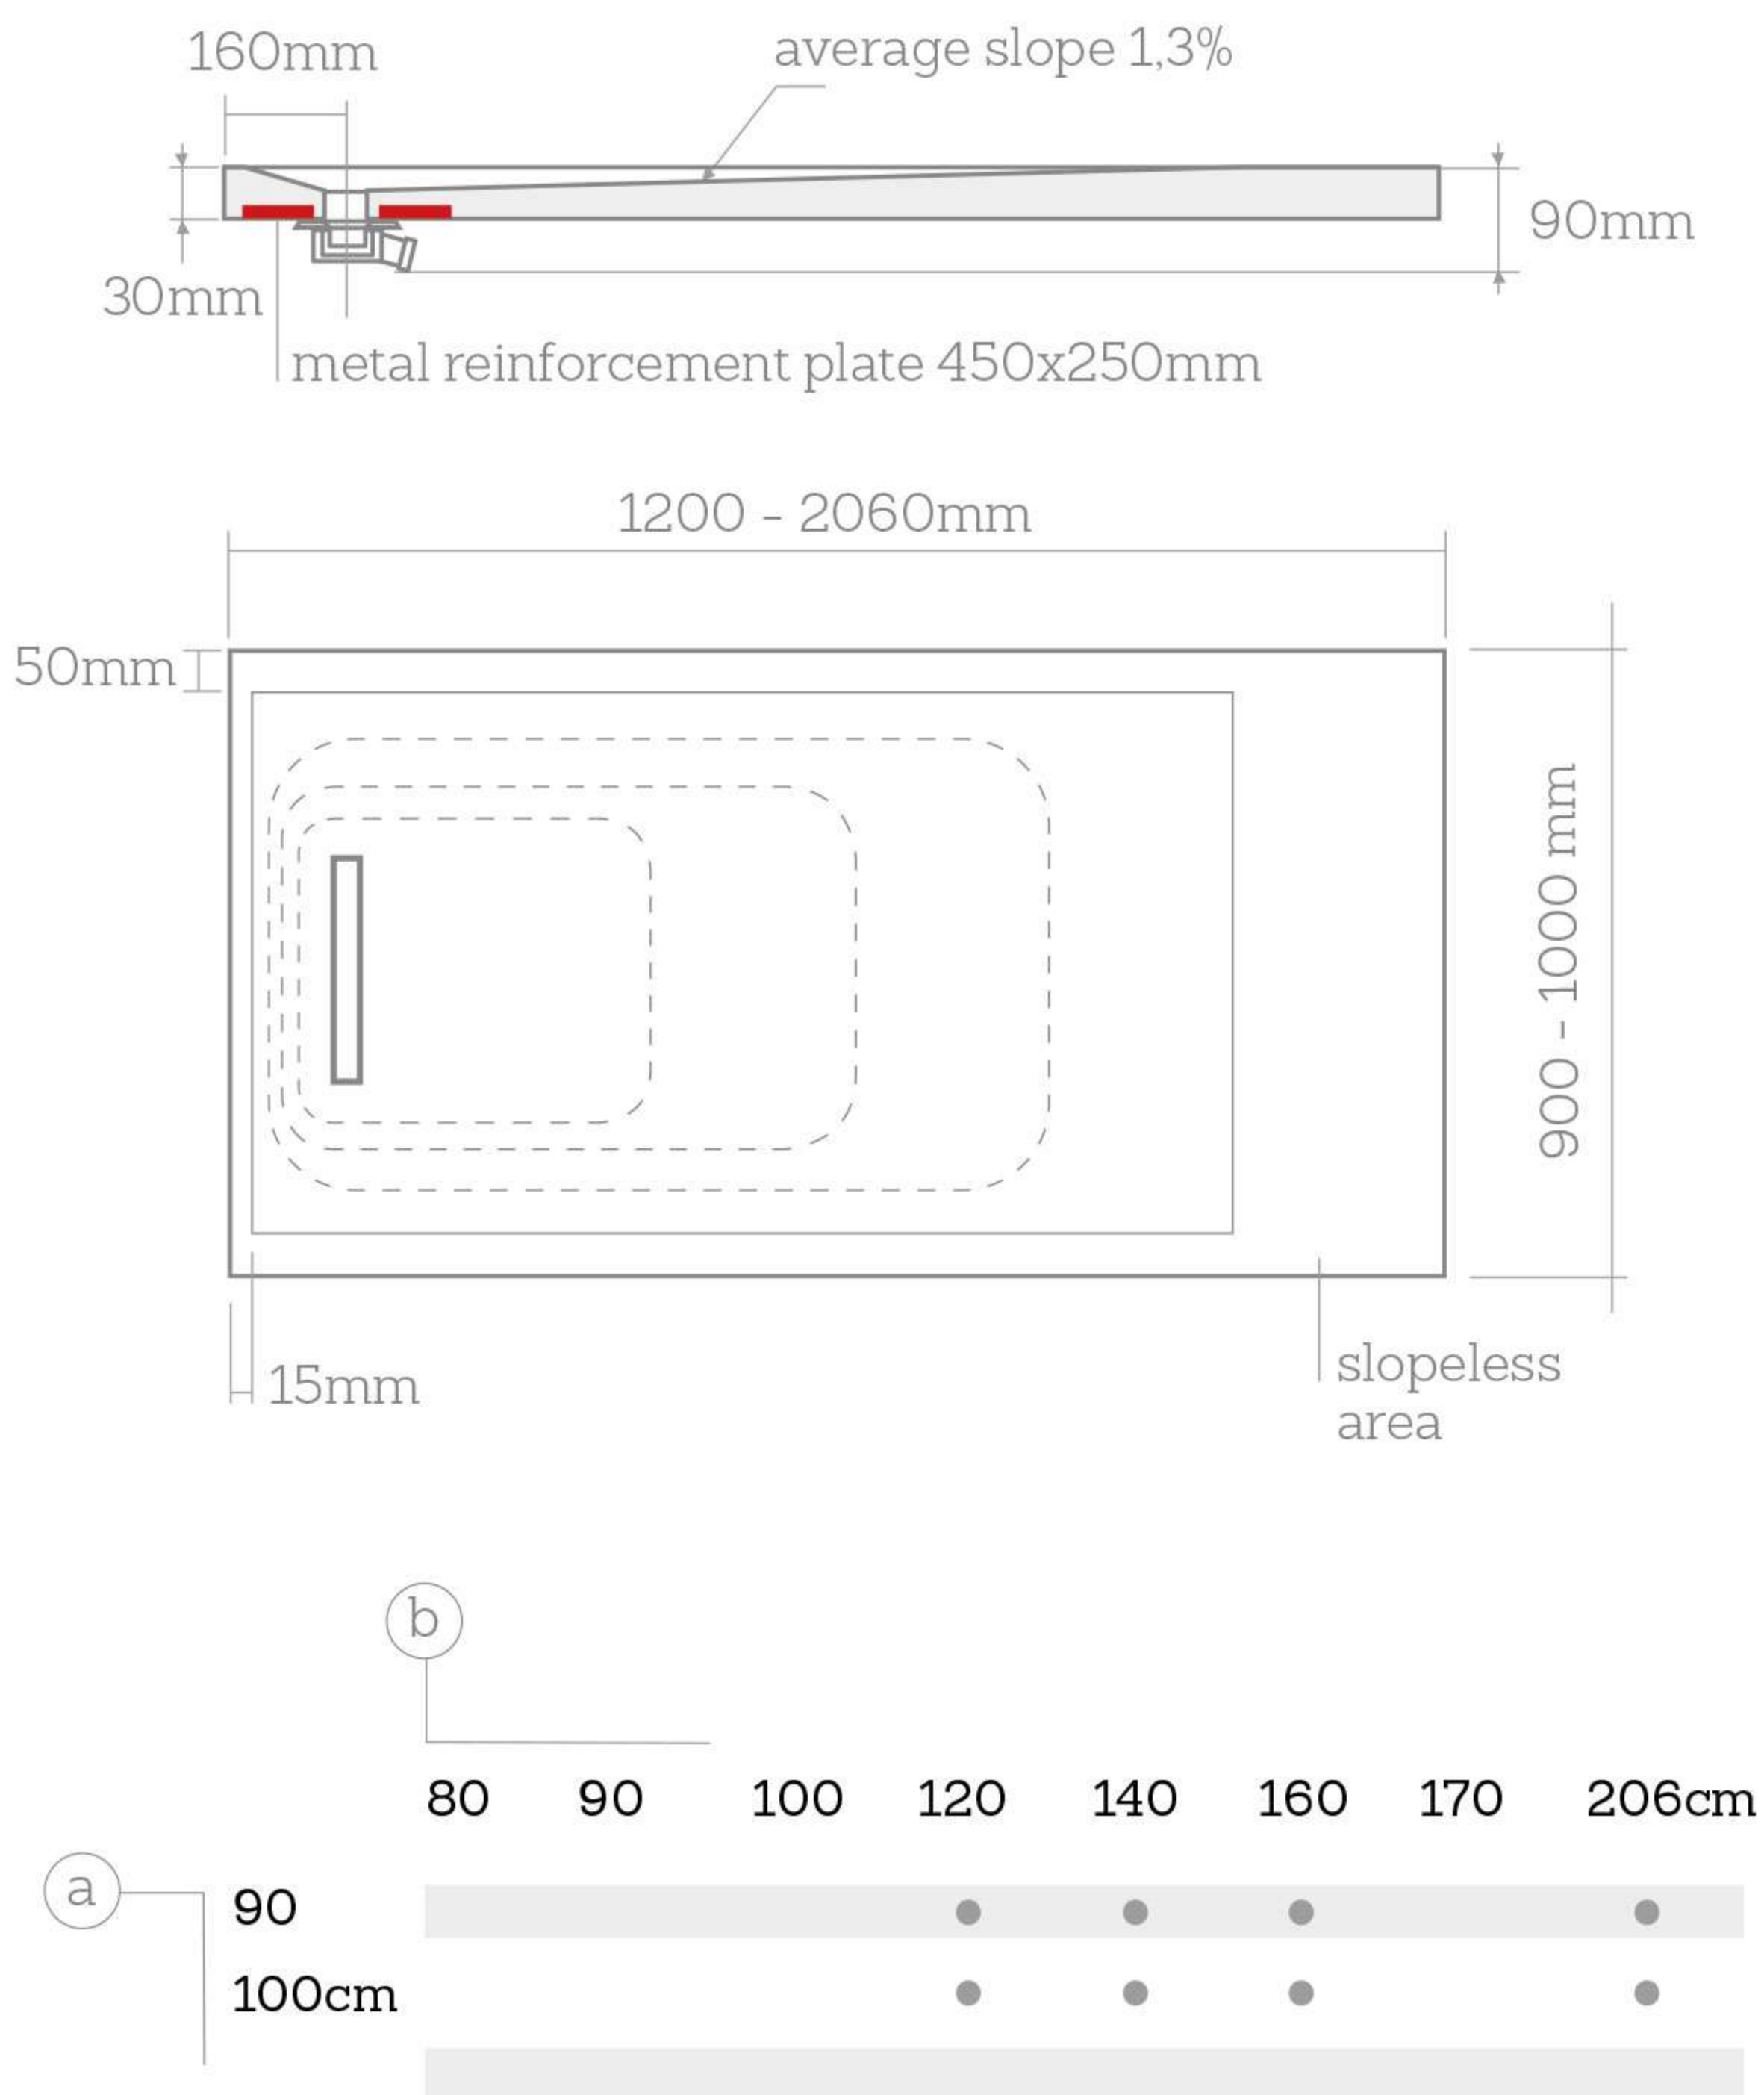 160mm
average slope 1,3%
90mm
30mm
metal reinforcement plate 450x250mm
1200 - 2060mm
50mm
900 - 1000 mm
15mm
slopeless
area
b
80 90 100 120 140 160 170 206cm
a
90
100cm